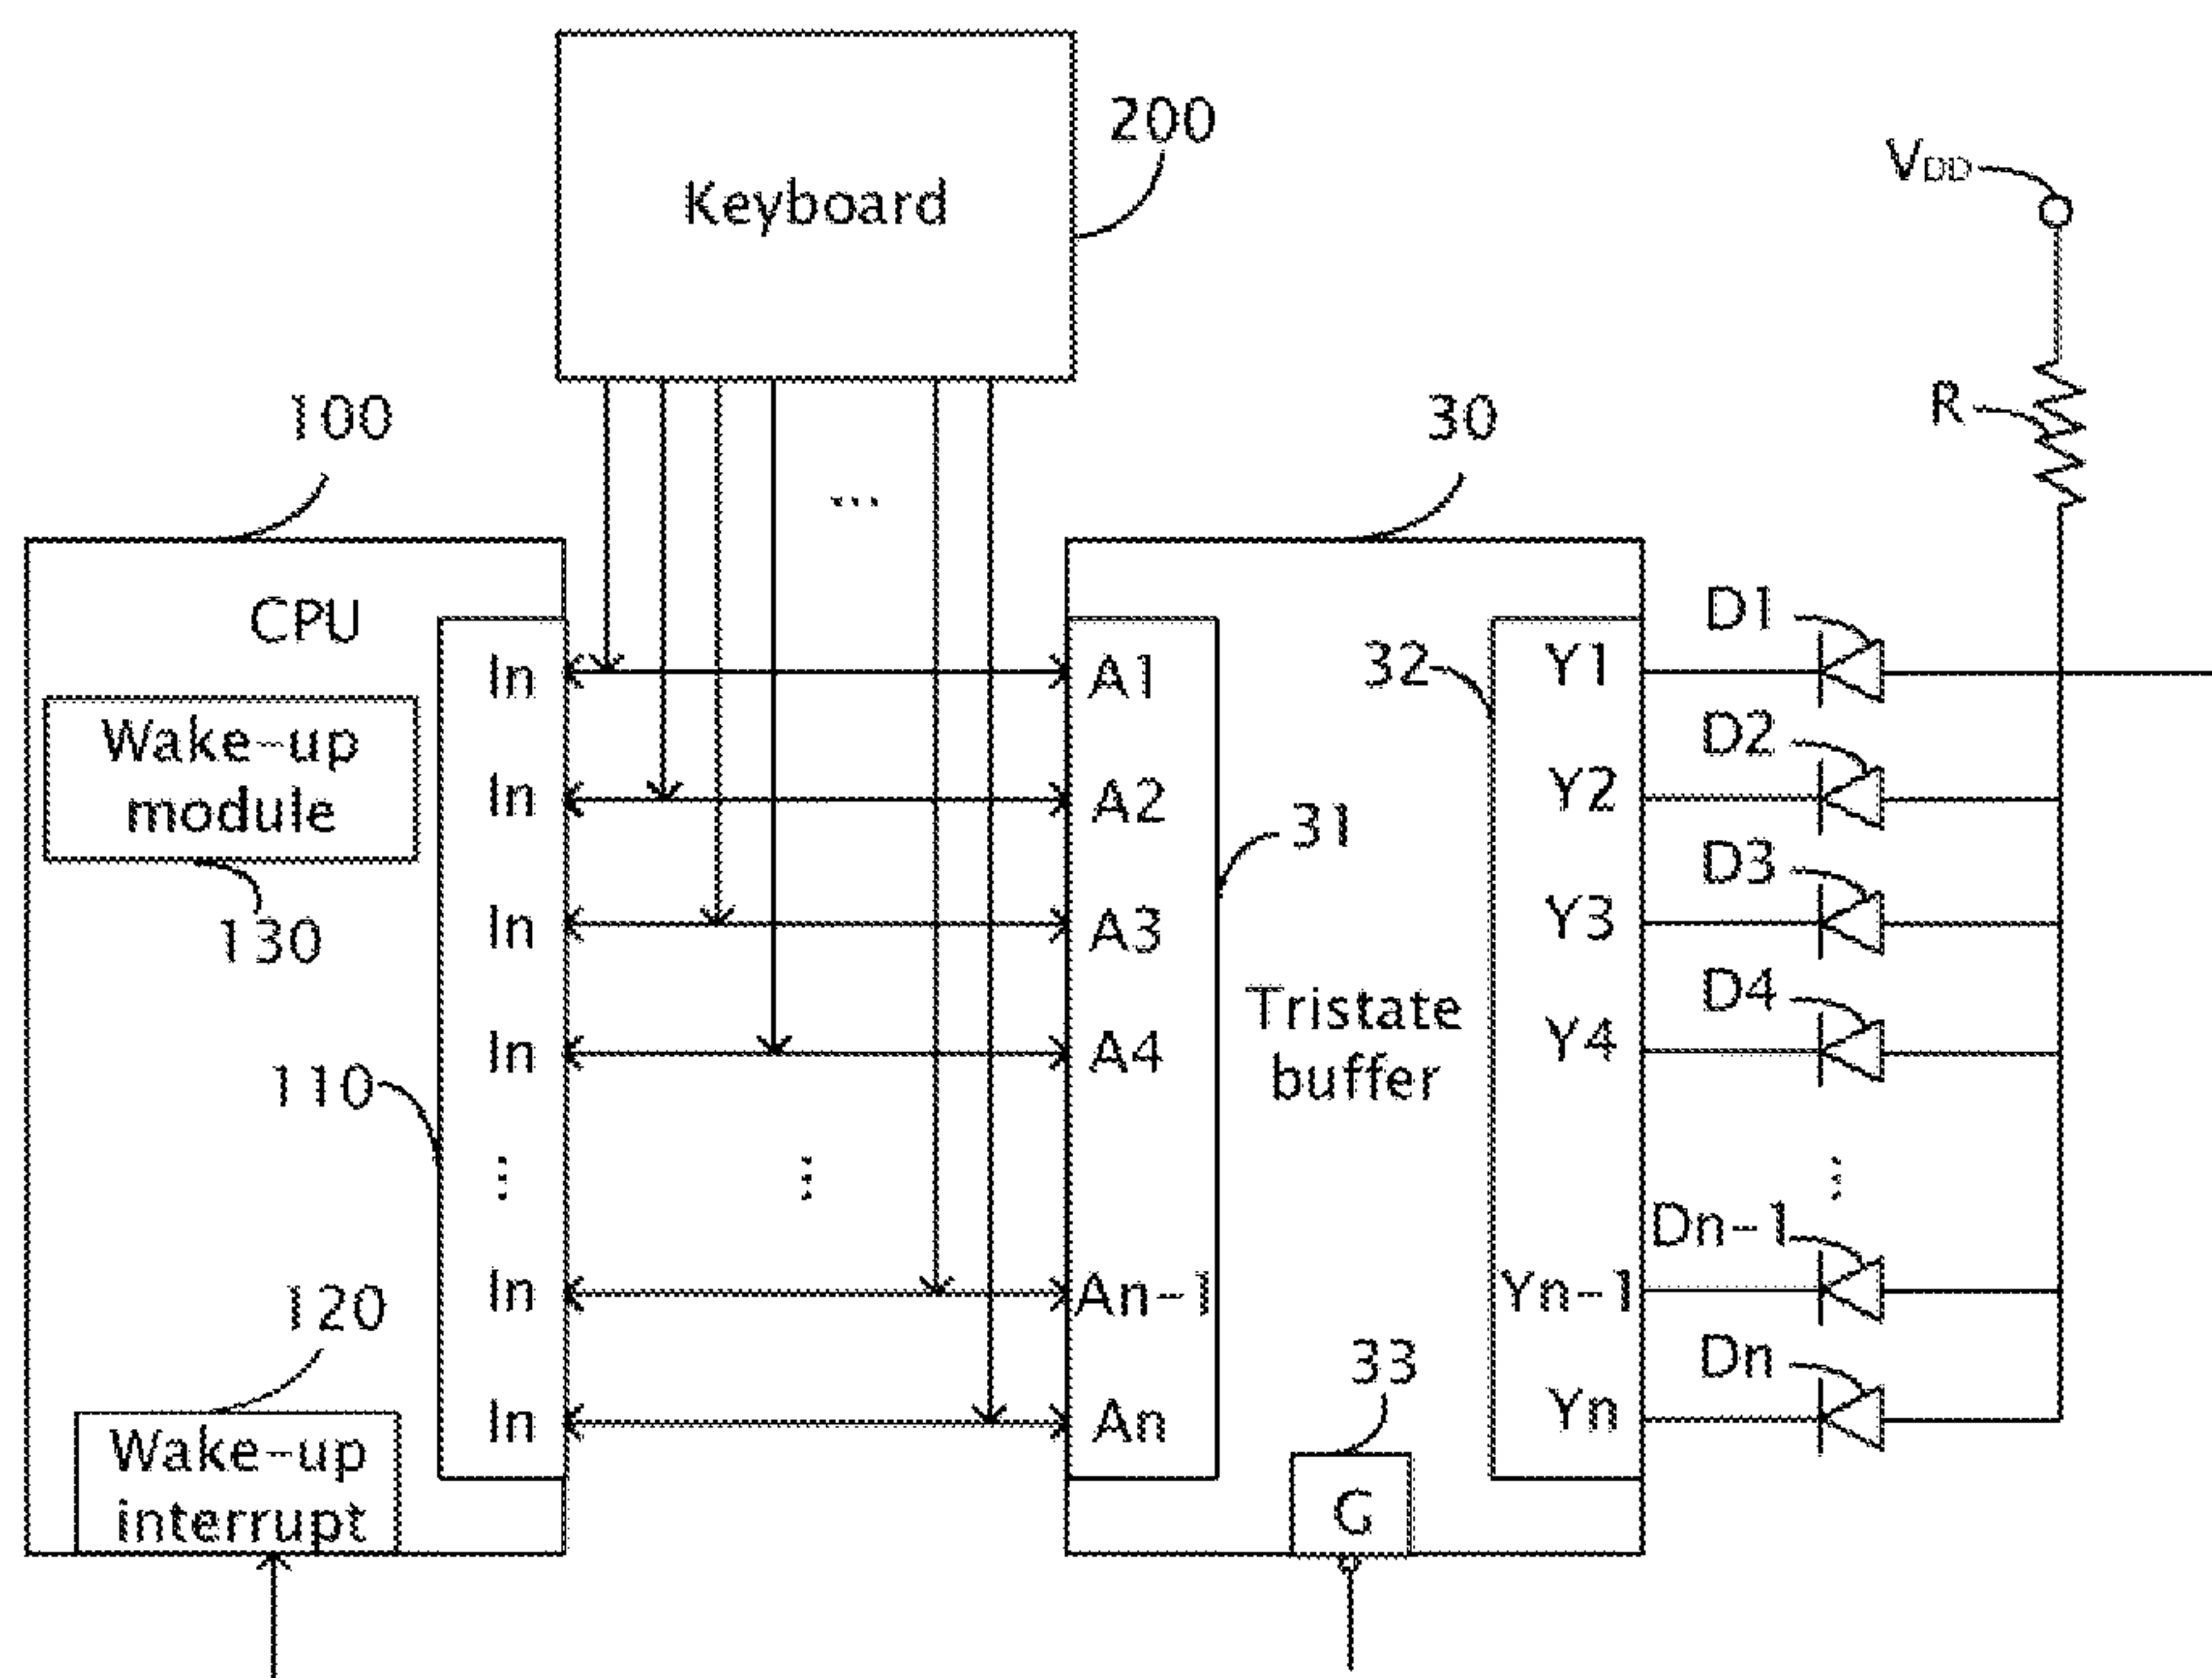 Keyboard
200
VDD
R
100
30
CPU
In
In
In
In
⋮
In
In
Wake-up
module
130
110
120
Wake-up
interrupt
...
⋮
A1
A2
A3
A4
An-1
An
31
Tristate
buffer
32
33
G
Y1
Y2
Y3
Y4
Yn-1
Yn
D1
D2
D3
D4
⋮
Dn-1
Dn